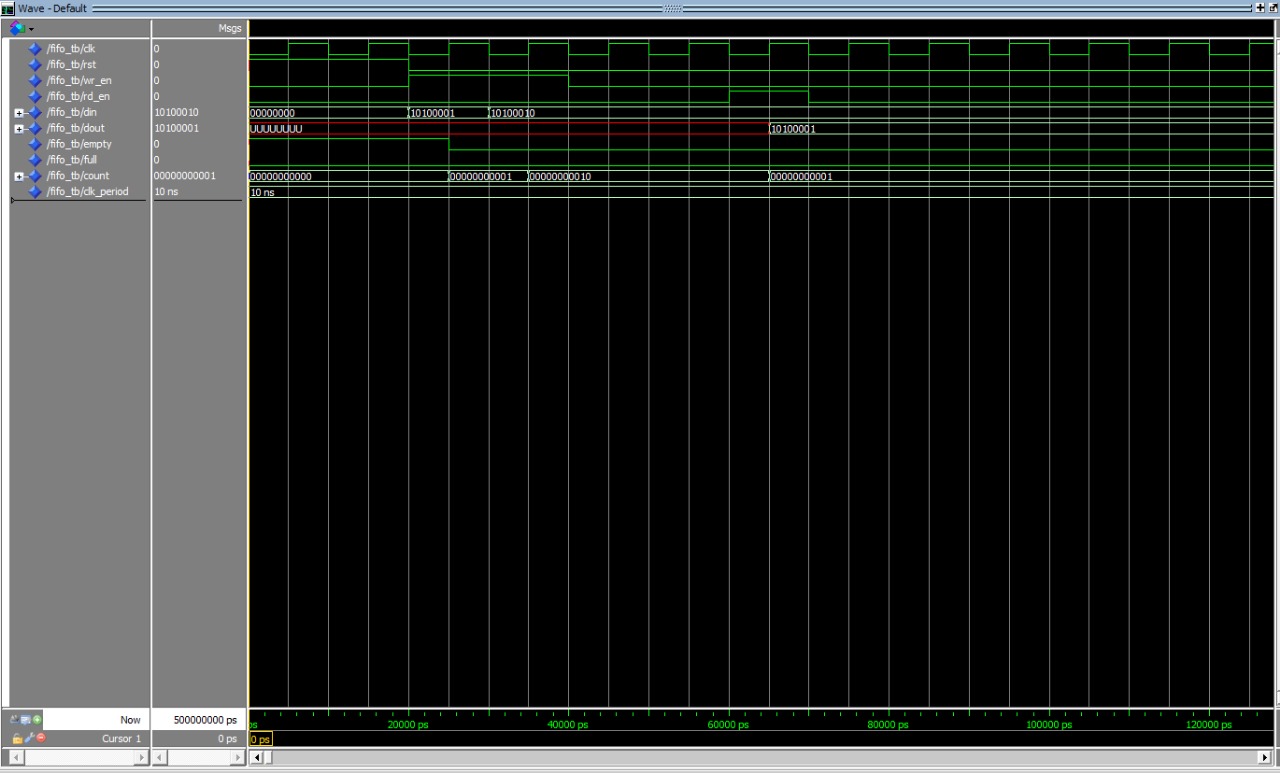 Wave - Default
Msgs
/fifo_tb/clk 0
/fifo_tb/rst 0
/fifo_tb/wr_en 0
/fifo_tb/rd_en 0
/fifo_tb/din 10100010 00000000 10100001 10100010
/fifo_tb/dout 10100001 UUUUUUUU 10100001
/fifo_tb/empty 0
/fifo_tb/full 0
/fifo_tb/count 00000000001 00000000000 00000000001 00000000010 00000000001
/fifo_tb/clk_period 10 ns 10 ns
Now 500000000 ps ps 20000 ps 40000 ps 60000 ps 80000 ps 100000 ps 120000 ps
Cursor 1 0 ps 0 ps